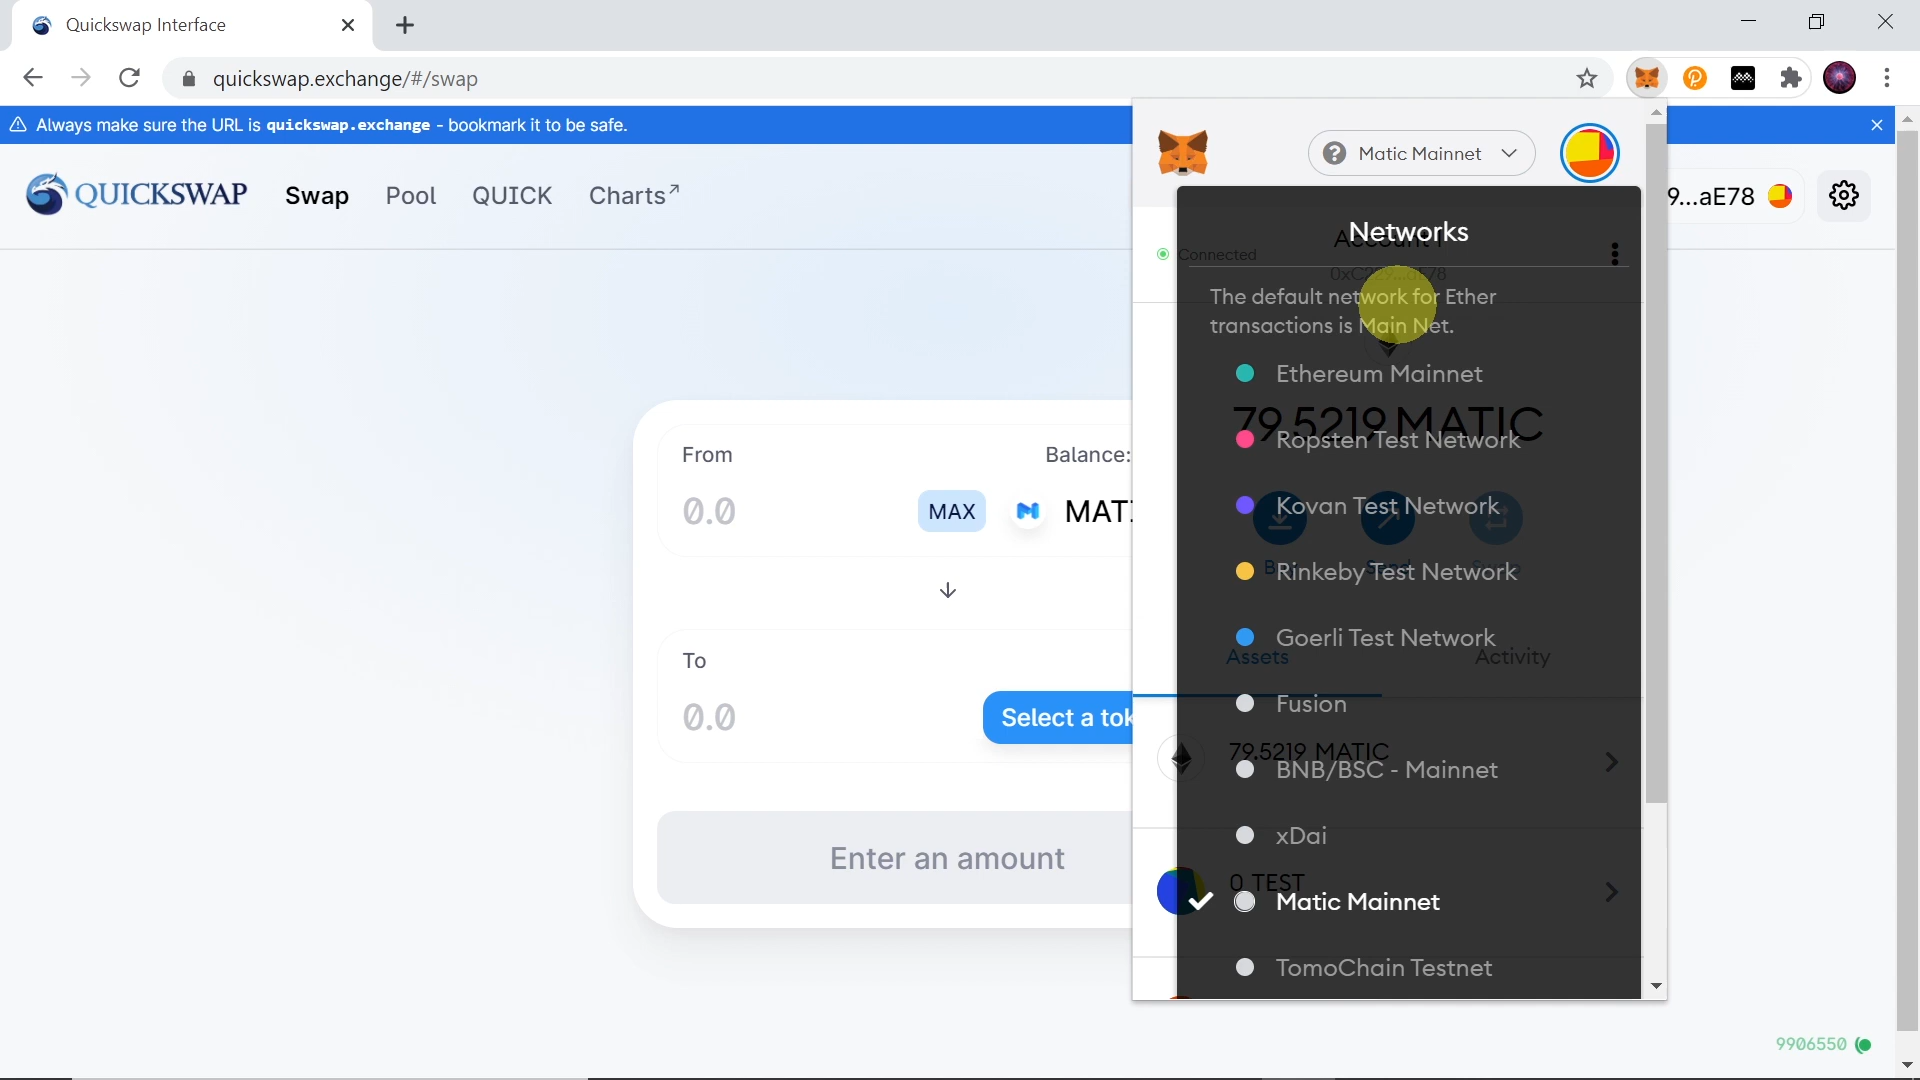 Quickswap Interface
quickswap.exchange/#/swap
Always make sure the URL is quickswap.exchange - bookmark it to be safe.
QUICKSWAP
Swap
Pool
QUICK
Charts↗
Matic Mainnet
9...aE78
Networks
Connected
The default network for Ether
transactions is Main Net.
Ethereum Mainnet
79.5219 MATIC
Ropsten Test Network
Kovan Test Network
Rinkeby Test Network
Goerli Test Network
Assets
Activity
Fusion
79.5219 MATIC
BNB/BSC - Mainnet
xDai
0 TEST
Matic Mainnet
TomoChain Testnet
From
Balance:
0.0
MAX
MATI
To
0.0
Select a tok
Enter an amount
9906550